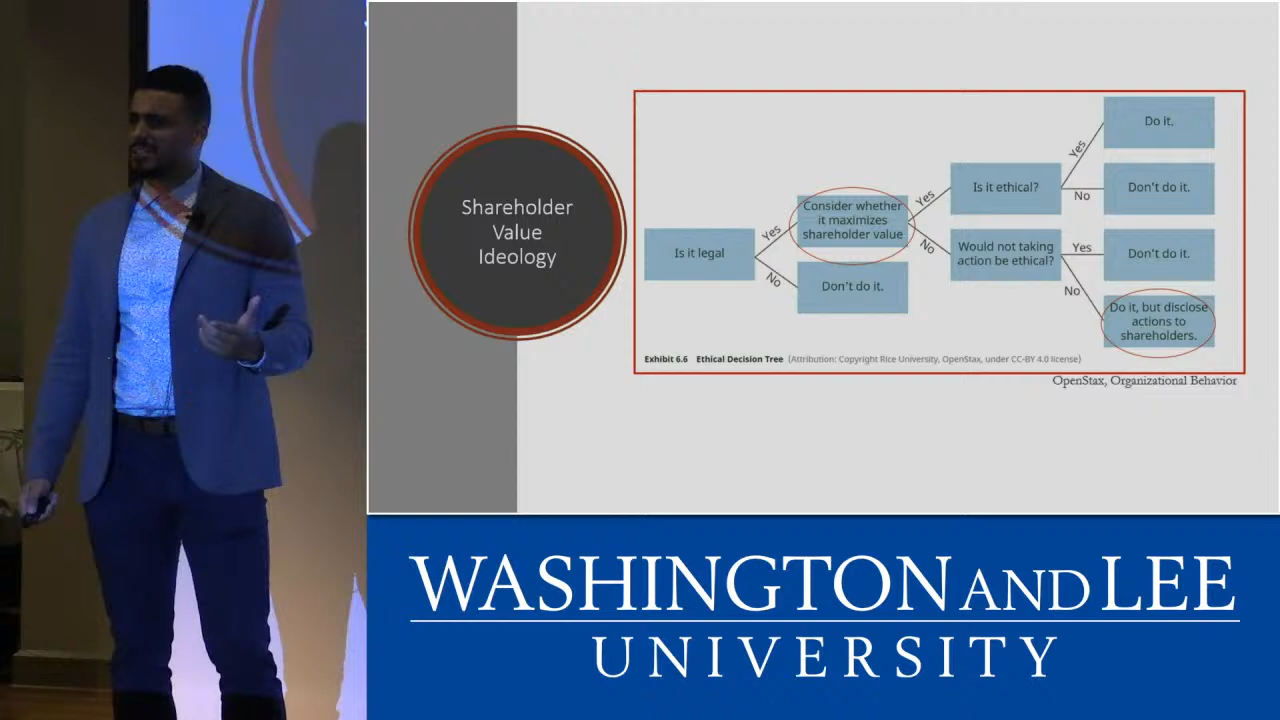 Shareholder
Value
Ideology
Is it legal
Yes
No
Consider whether
it maximizes
shareholder value
Don't do it.
Yes
No
Is it ethical?
Would not taking
action be ethical?
Yes
No
Yes
No
Do it.
Don't do it.
Don't do it.
Do it, but disclose
actions to
shareholders.
Exhibit 6.6 Ethical Decision Tree (Attribution: Copyright Rice University, OpenStax, under CC-BY 4.0 license)
OpenStax, Organizational Behavior
WASHINGTON AND LEE
UNIVERSITY